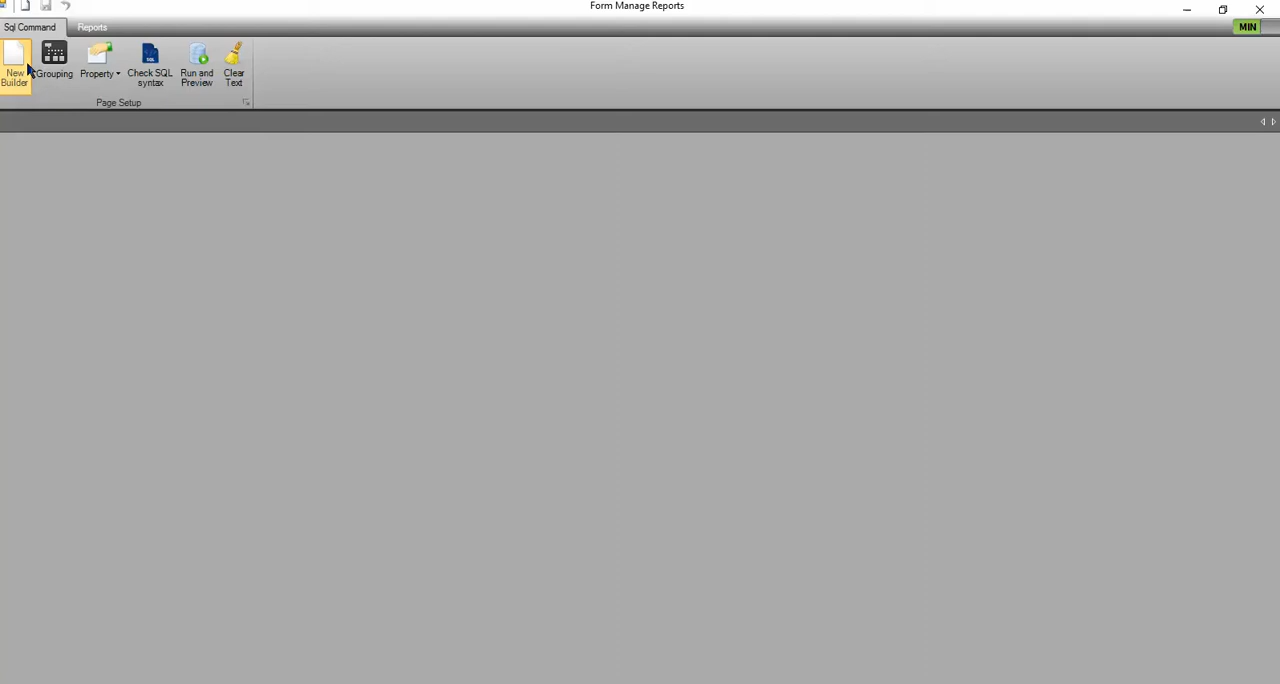 Form Manage Reports
Sql Command Reports
MIN
New Builder
Grouping
Property
Check SQL syntax
Run and Preview
Clear Text
Page Setup